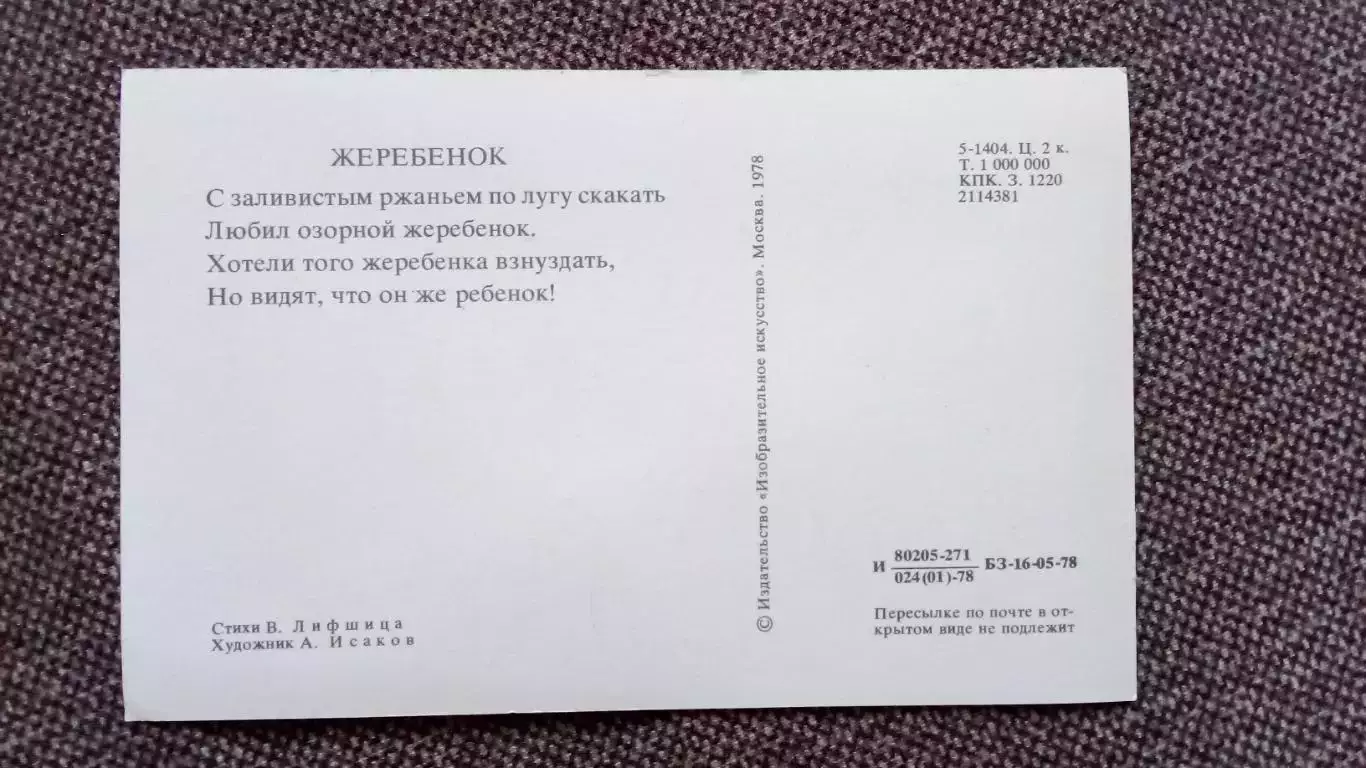 ЖЕРЕБЕНОК
С заливистым ржаньем по лугу скакать
Любил озорной жеребенок.
Хотели того жеребенка взнуздать,
Но видят, что он же ребенок!
Стихи В. Лифшица
Художник А. Исаков
© Издательство «Изобразительное искусство». Москва. 1978
5-1404. Ц. 2 к.
Т. 1 000 000
КПК. З. 1220
2114381
И 80205-271 БЗ-16-05-78
024(01)-78
Пересылке по почте в от-
крытом виде не подлежит